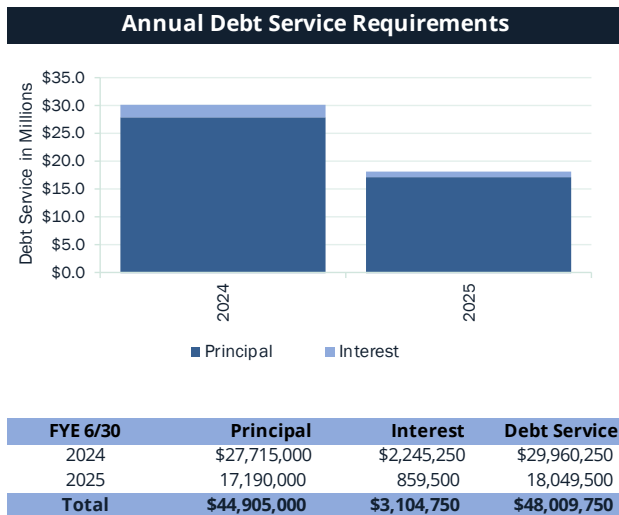 Annual Debt Service Requirements
Debt Service in Millions
$35.0
$30.0
$25.0
$20.0
$15.0
$10.0
$5.0
$0.0
2024
2025
Principal Interest
FYE 6/30 Principal Interest Debt Service
2024 $27,715,000 $2,245,250 $29,960,250
2025 17,190,000 859,500 18,049,500
Total $44,905,000 $3,104,750 $48,009,750